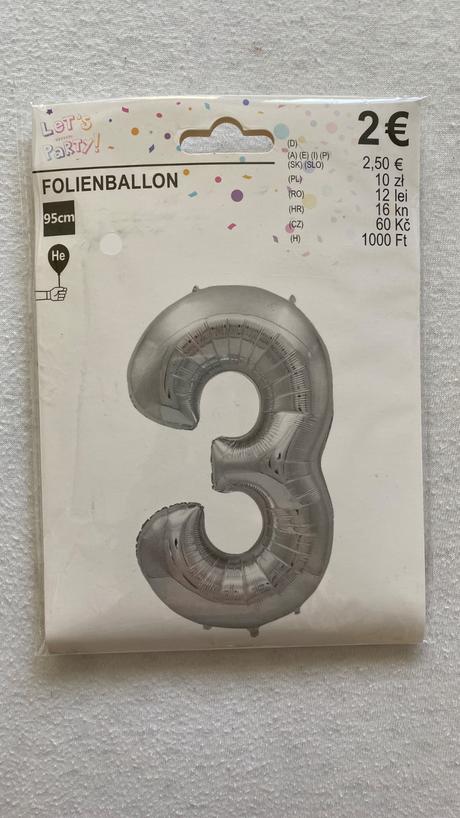 LeT's
PaRTY!
FOLIENBALLON
95cm
He
(D) 2€
(A) (E) (I) (P)
(SK) (SLO) 2,50 €
(PL) 10 zł
(RO) 12 lei
(HR) 16 kn
(CZ) 60 Kč
(H) 1000 Ft
3